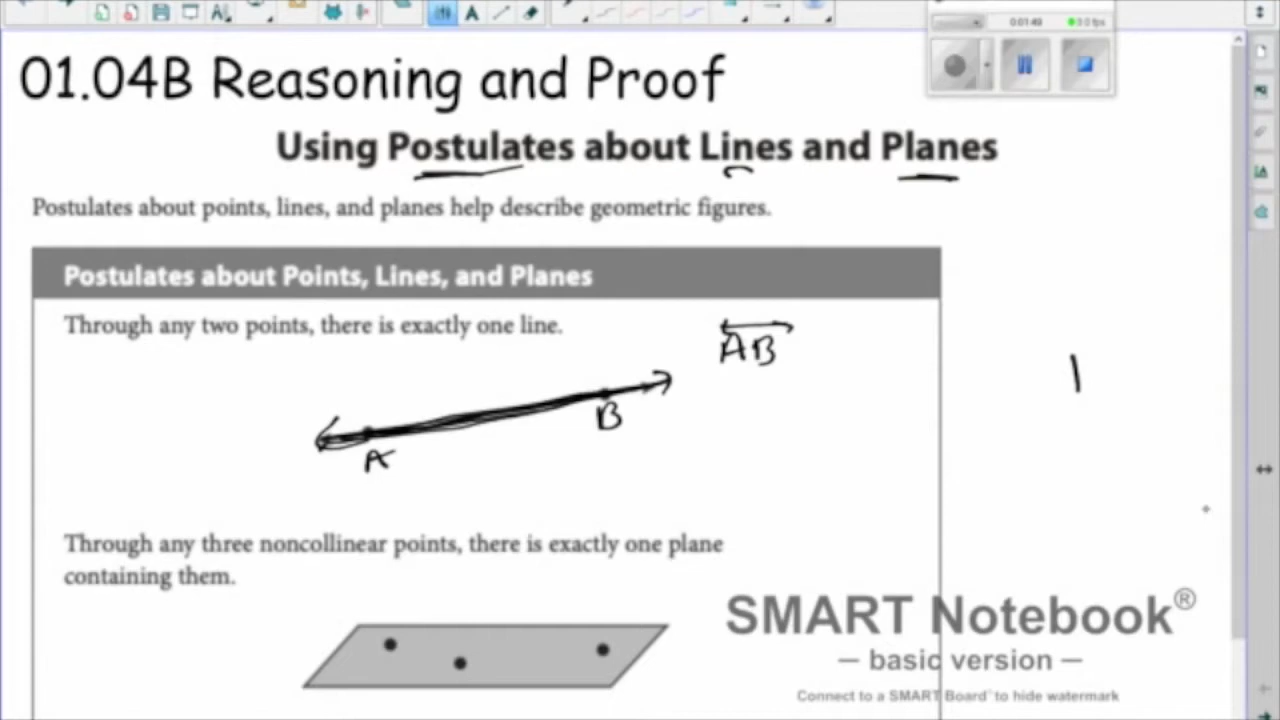 0:01:49
01.04B Reasoning and Proof
Using Postulates about Lines and Planes
Postulates about points, lines, and planes help describe geometric figures.
Postulates about Points, Lines, and Planes
Through any two points, there is exactly one line.
AB
B
A
Through any three noncollinear points, there is exactly one plane
containing them.
SMART Notebook®
— basic version —
Connect to a SMART Board® to hide watermark